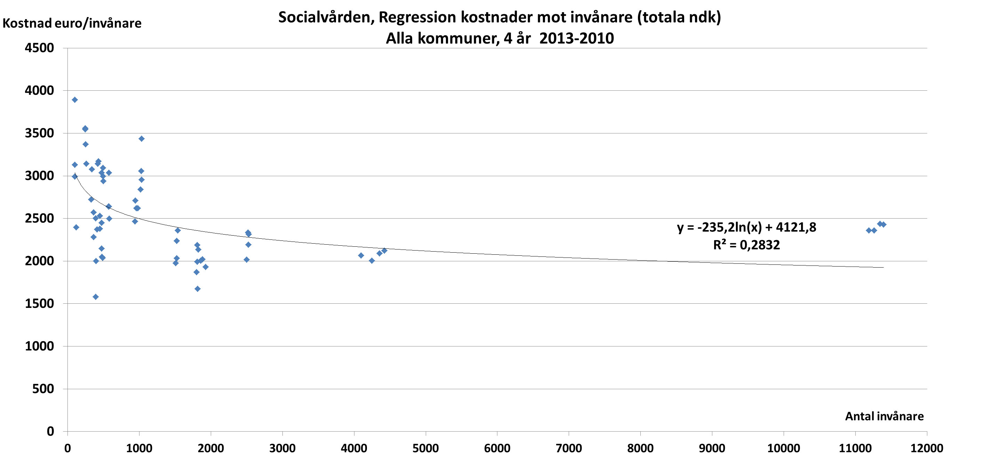 Socialvården, Regression kostnader mot invånare (totala ndk)
Alla kommuner, 4 år 2013-2010
Kostnad euro/invånare
4500
4000
3500
3000
2500
2000
1500
1000
500
0
y = -235,2ln(x) + 4121,8
R² = 0,2832
Antal invånare
0 1000 2000 3000 4000 5000 6000 7000 8000 9000 10000 11000 12000